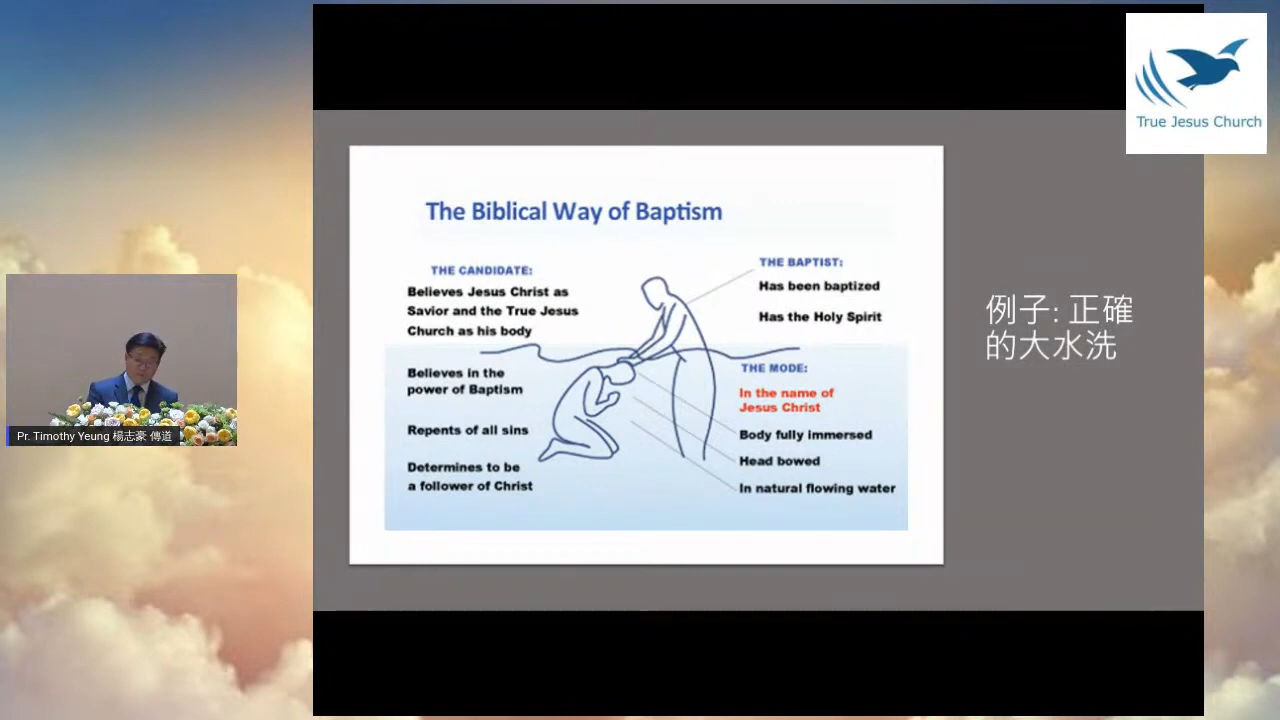 True Jesus Church
The Biblical Way of Baptism
THE CANDIDATE:
Believes Jesus Christ as
Savior and the True Jesus
Church as his body
Believes in the
power of Baptism
Repents of all sins
Determines to be
a follower of Christ
THE BAPTIST:
Has been baptized
Has the Holy Spirit
THE MODE:
In the name of
Jesus Christ
Body fully immersed
Head bowed
In natural flowing water
例子: 正確
的大水洗
Pr. Timothy Yeung 楊志豪 傳道